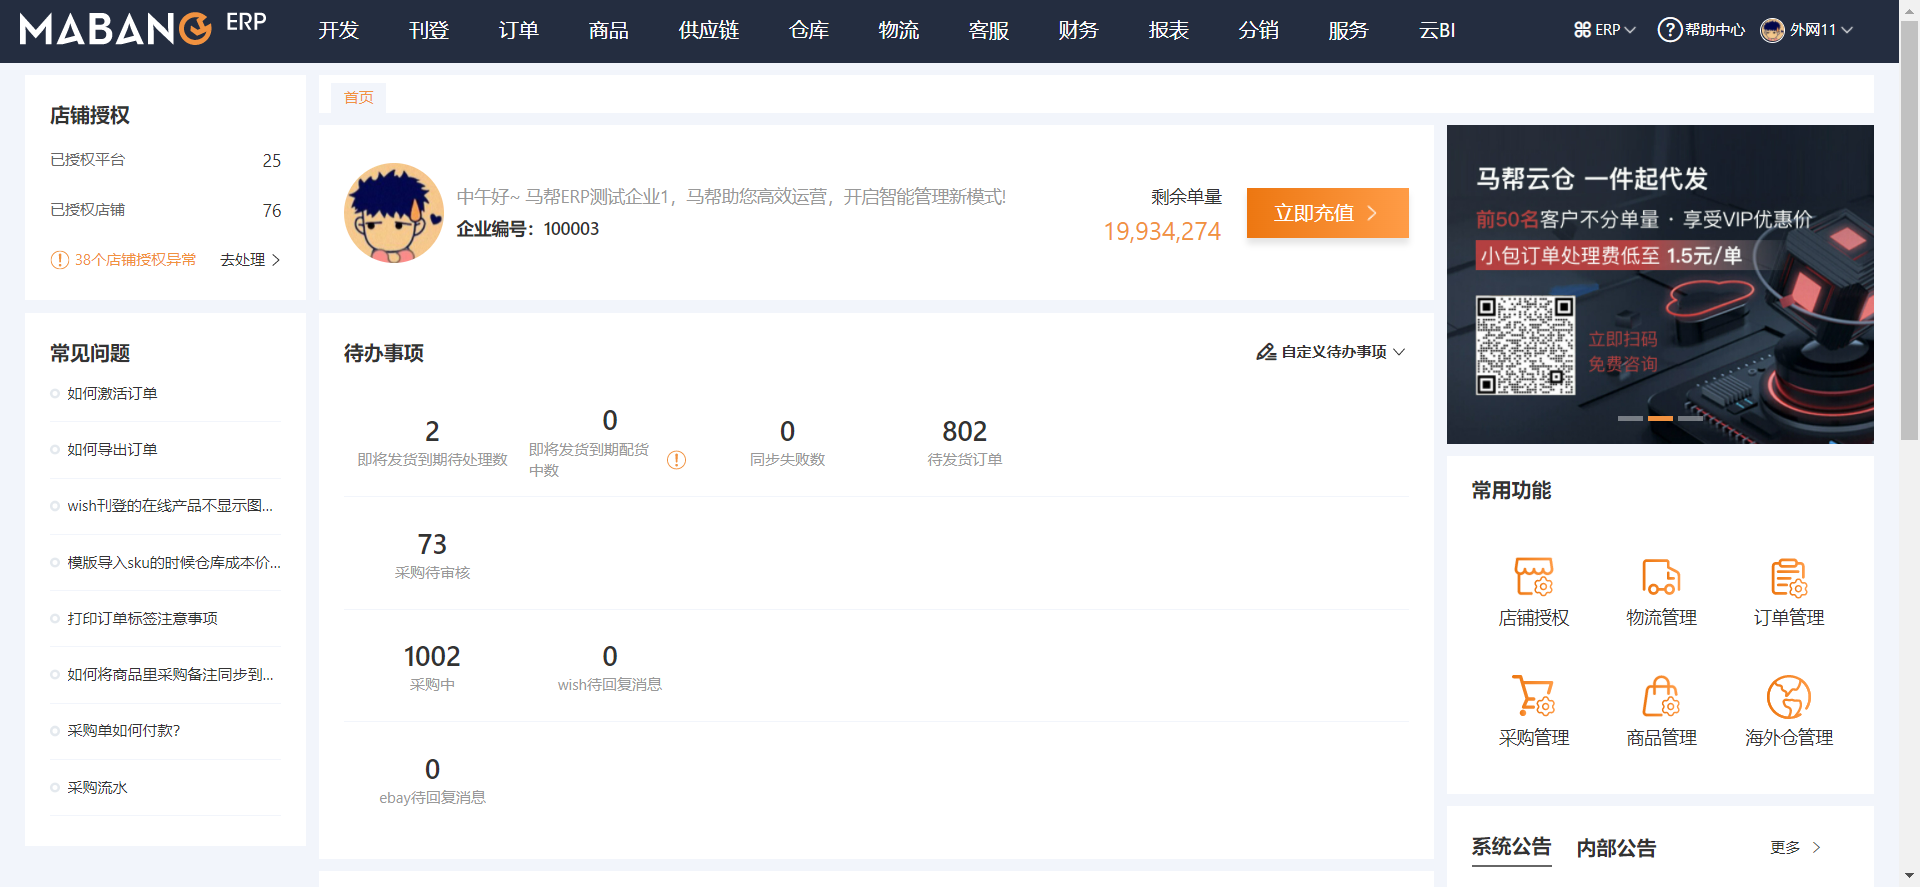 MABANG ERP
开发
刊登
订单
商品
供应链
仓库
物流
客服
财务
报表
分销
服务
云BI
ERP
帮助中心
外网11
店铺授权
已授权平台 25
已授权店铺 76
38个店铺授权异常 去处理
常见问题
如何激活订单
如何导出订单
wish刊登的在线产品不显示图...
模版导入sku的时候仓库成本价...
打印订单标签注意事项
如何将商品里采购备注同步到...
采购单如何付款?
采购流水
首页
中午好~ 马帮ERP测试企业1，马帮助您高效运营，开启智能管理新模式!
企业编号：100003
剩余单量
19,934,274
立即充值
待办事项
自定义待办事项
2
即将发货到期待处理数
0
即将发货到期配货
中数
0
同步失败数
802
待发货订单
73
采购待审核
1002
采购中
0
wish待回复消息
0
ebay待回复消息
马帮云仓 一件起代发
前50名客户不分单量 · 享受VIP优惠价
小包订单处理费低至 1.5元/单
立即扫码
免费咨询
常用功能
店铺授权
物流管理
订单管理
采购管理
商品管理
海外仓管理
系统公告
内部公告
更多